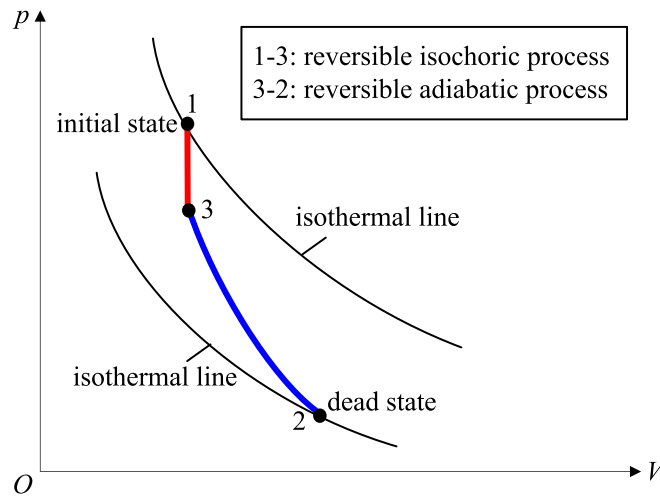 p
1-3: reversible isochoric process
3-2: reversible adiabatic process
1
initial state
3
isothermal line
isothermal line
dead state
2
O
V